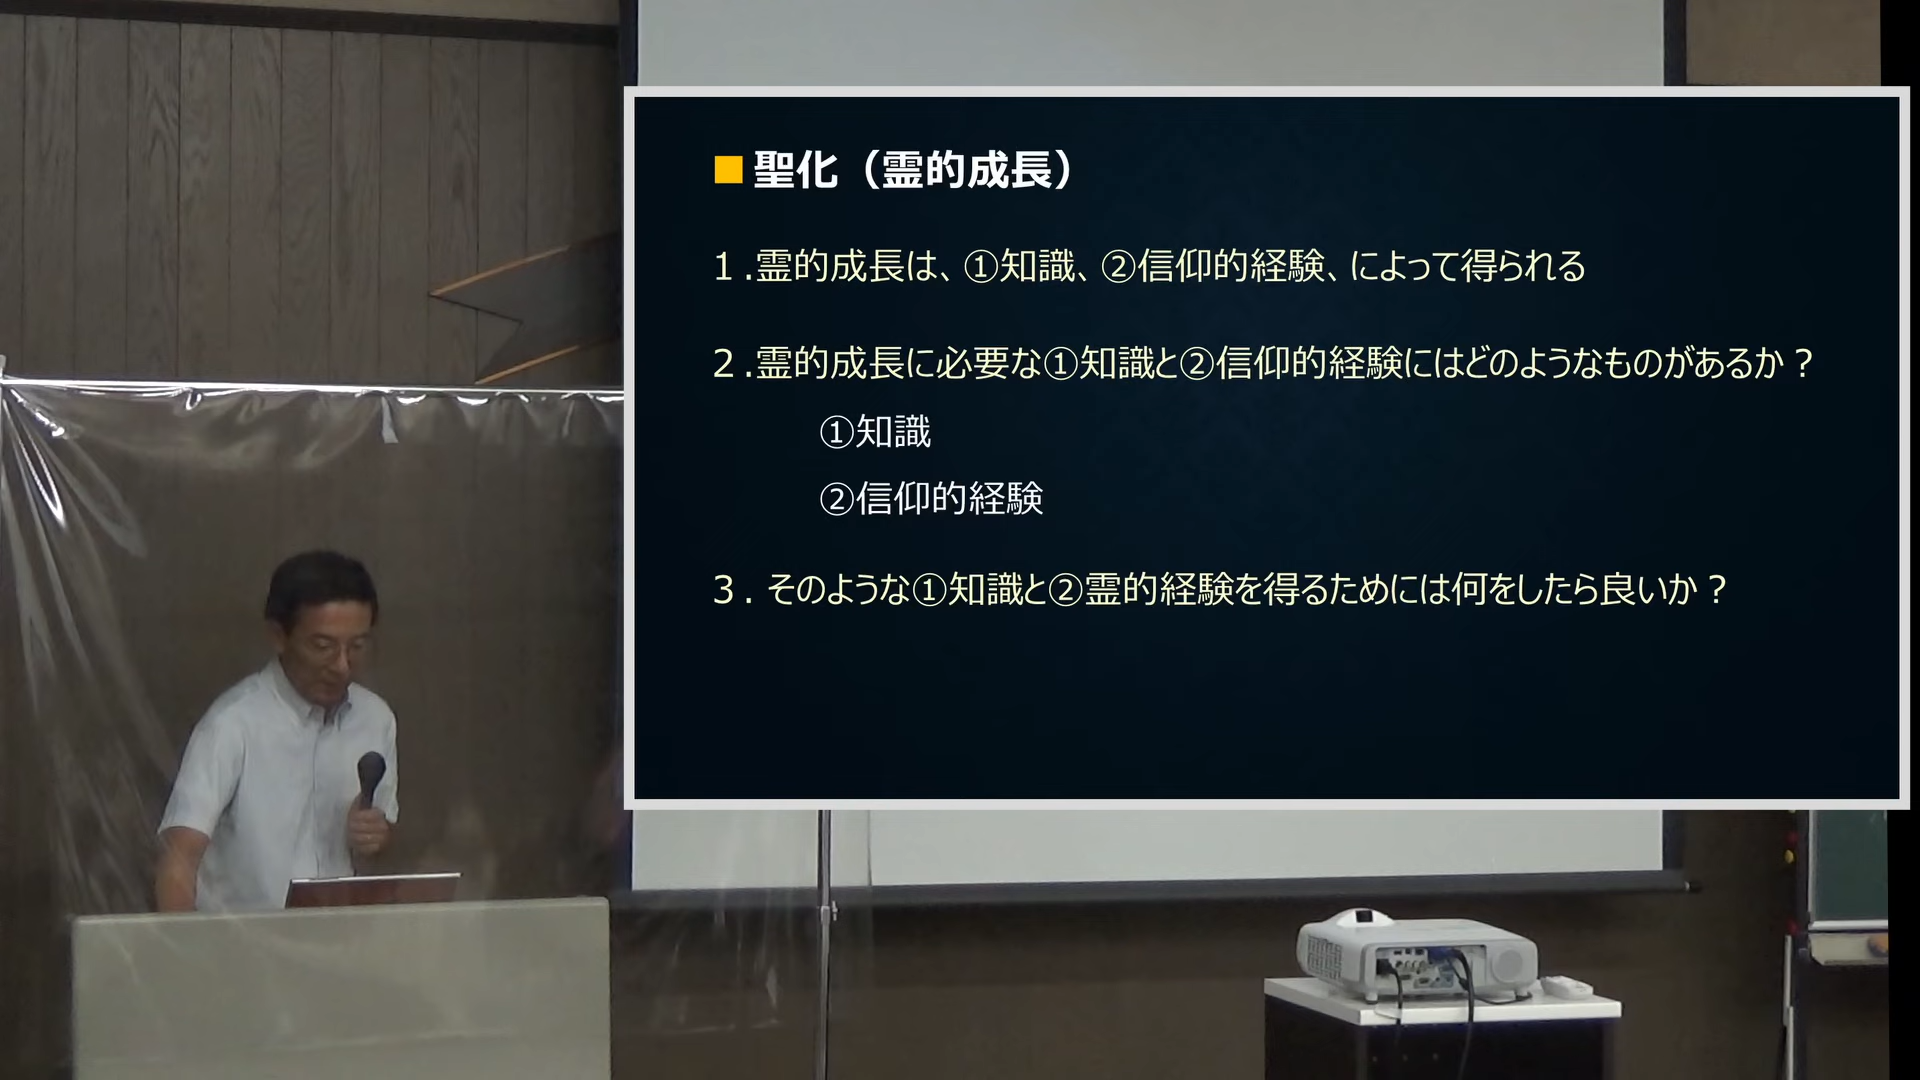 ■聖化（霊的成長）
１.霊的成長は、①知識、②信仰的経験、によって得られる
２.霊的成長に必要な①知識と②信仰的経験にはどのようなものがあるか？
①知識
②信仰的経験
３. そのような①知識と②霊的経験を得るためには何をしたら良いか？